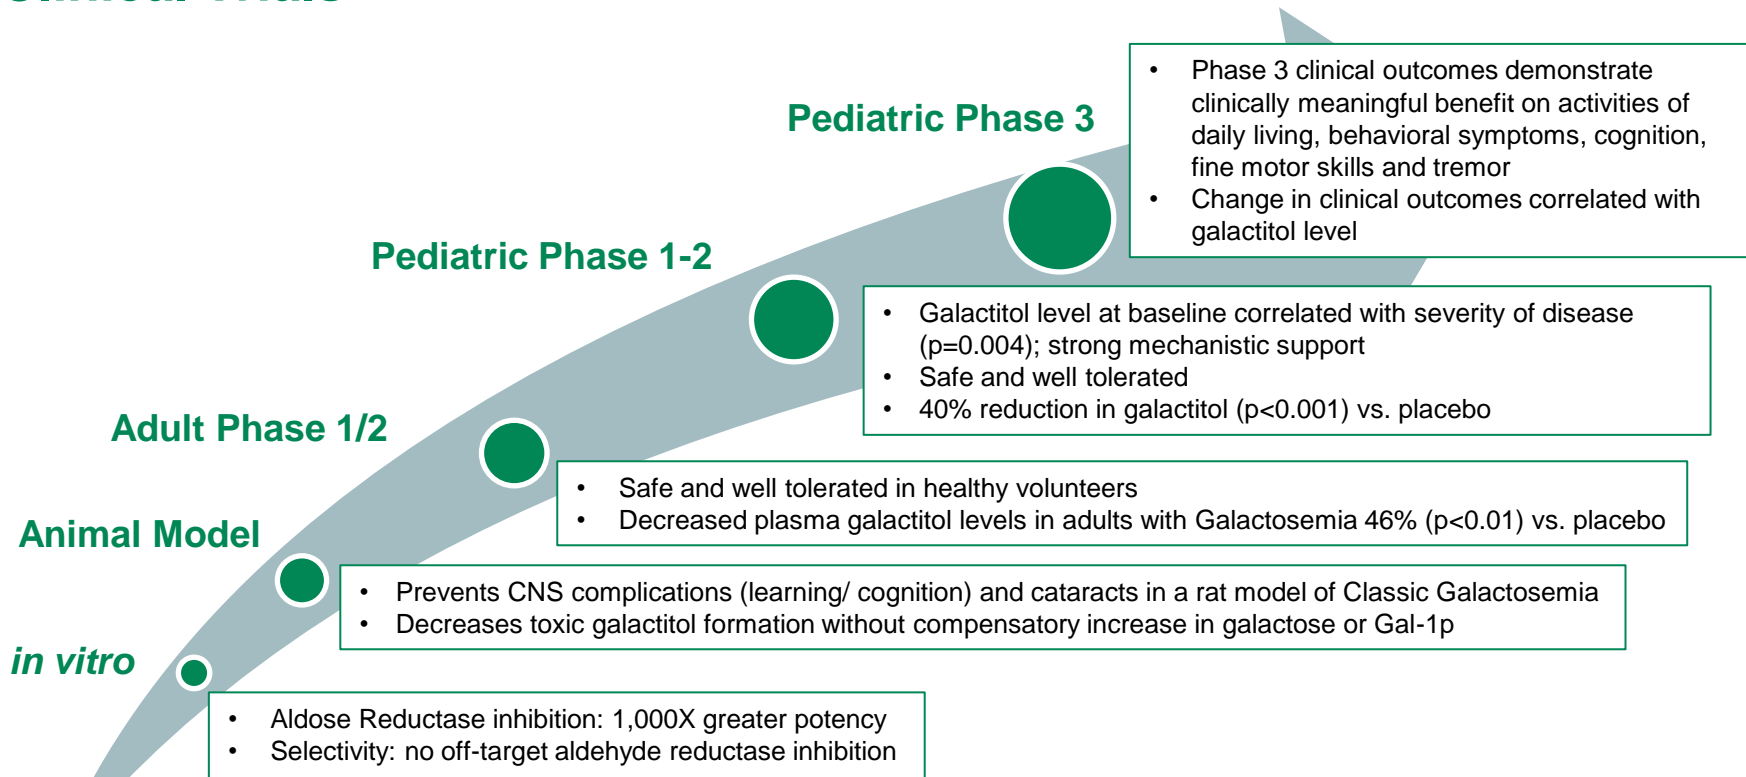 Clinical Trials
Pediatric Phase 3
• Phase 3 clinical outcomes demonstrate
clinically meaningful benefit on activities of
daily living, behavioral symptoms, cognition,
fine motor skills and tremor
• Change in clinical outcomes correlated with
galactitol level
Pediatric Phase 1-2
• Galactitol level at baseline correlated with severity of disease
(p=0.004); strong mechanistic support
• Safe and well tolerated
• 40% reduction in galactitol (p<0.001) vs. placebo
Adult Phase 1/2
• Safe and well tolerated in healthy volunteers
• Decreased plasma galactitol levels in adults with Galactosemia 46% (p<0.01) vs. placebo
Animal Model
• Prevents CNS complications (learning/ cognition) and cataracts in a rat model of Classic Galactosemia
• Decreases toxic galactitol formation without compensatory increase in galactose or Gal-1p
in vitro
• Aldose Reductase inhibition: 1,000X greater potency
• Selectivity: no off-target aldehyde reductase inhibition